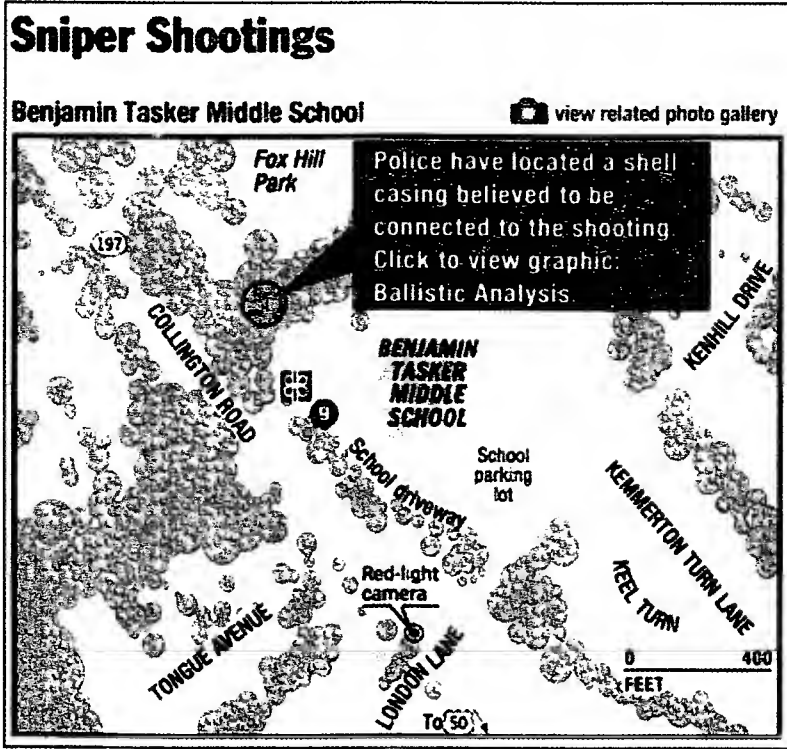 Sniper Shootings
Benjamin Tasker Middle School
view related photo gallery
Fox Hill
Park
Police have located a shell
casing believed to be
connected to the shooting.
Click to view graphic:
Ballistic Analysis.
197
COLLINGTON ROAD
KENHILL DRIVE
BENJAMIN
TASKER
MIDDLE
SCHOOL
9
School driveway
School
parking
lot
KEMMERTON TURN LANE
KEEL TURN
Red-light
camera
TONGUE AVENUE
LONDON LANE
0 400
FEET
To 50